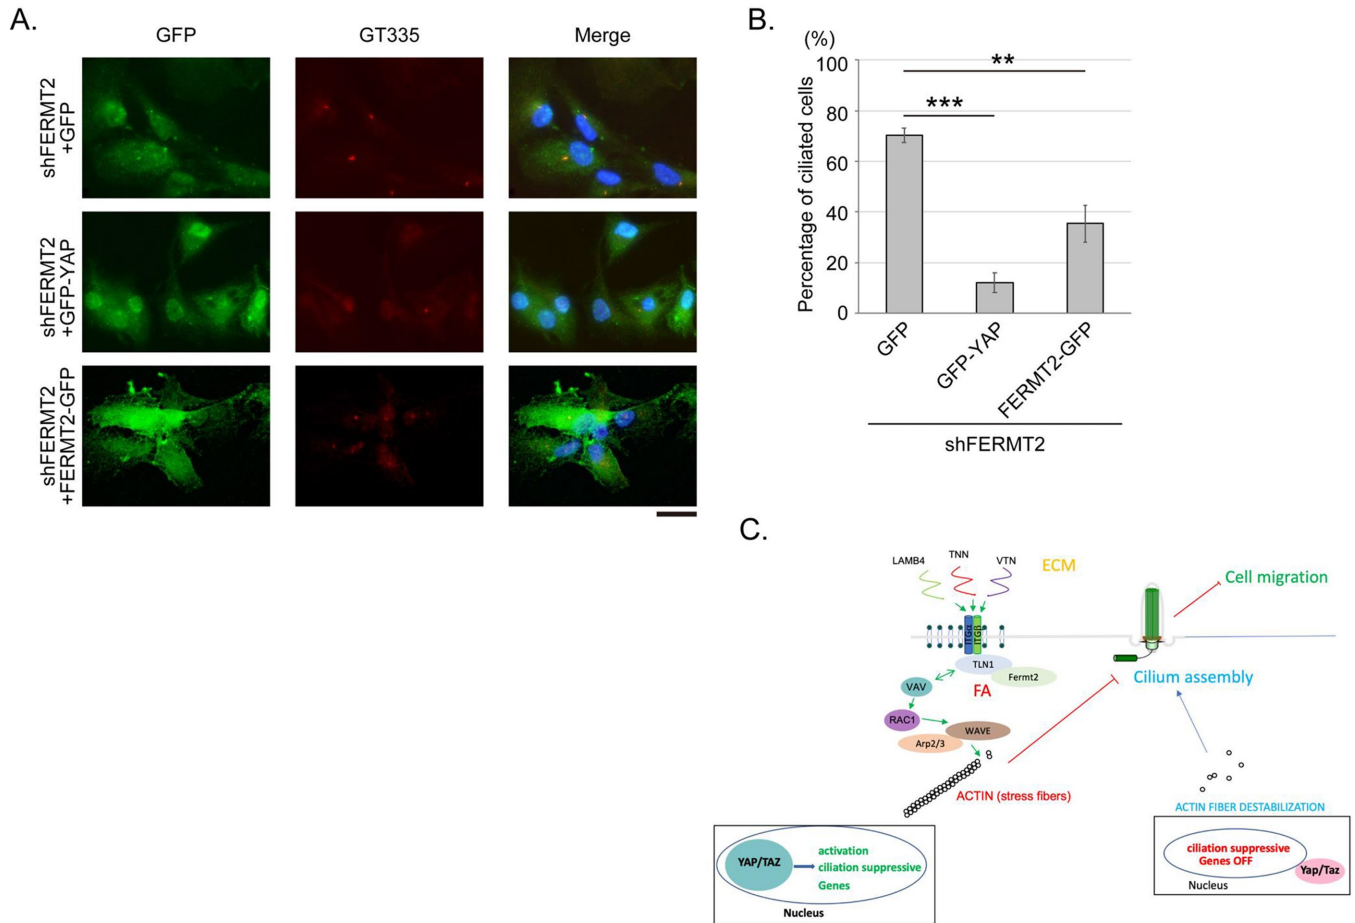 A.
GFP
GT335
Merge
shFERMT2
+GFP
shFERMT2
+GFP-YAP
shFERMT2
+FERMT2-GFP
B.
(%)
Percentage of ciliated cells
100
80
60
40
20
0
**
***
GFP
GFP-YAP
FERMT2-GFP
shFERMT2
C.
LAMB4
TNN
VTN
ECM
Cell migration
ITGα
ITGβ
TLN1
Fermt2
VAV
FA
Cilium assembly
RAC1
WAVE
Arp2/3
ACTIN (stress fibers)
ACTIN FIBER DESTABILIZATION
YAP/TAZ
activation
ciliation suppressive
Genes
Nucleus
ciliation suppressive
Genes OFF
Yap/Taz
Nucleus